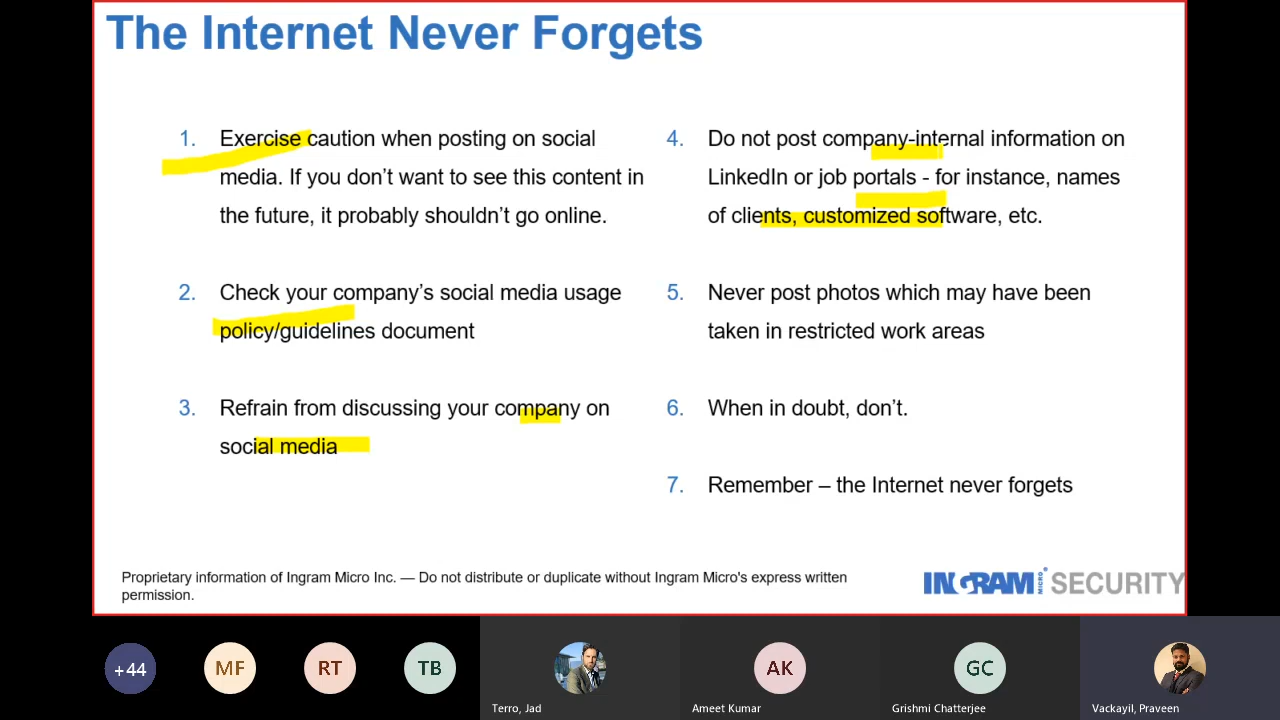 The Internet Never Forgets
1. Exercise caution when posting on social
media. If you don’t want to see this content in
the future, it probably shouldn’t go online.
2. Check your company’s social media usage
policy/guidelines document
3. Refrain from discussing your company on
social media
4. Do not post company-internal information on
LinkedIn or job portals - for instance, names
of clients, customized software, etc.
5. Never post photos which may have been
taken in restricted work areas
6. When in doubt, don’t.
7. Remember – the Internet never forgets
Proprietary information of Ingram Micro Inc. — Do not distribute or duplicate without Ingram Micro's express written
permission.
INGRAM MICRO SECURITY
+44
MF
RT
TB
AK
GC
Terro, Jad
Ameet Kumar
Grishmi Chatterjee
Vackayil, Praveen